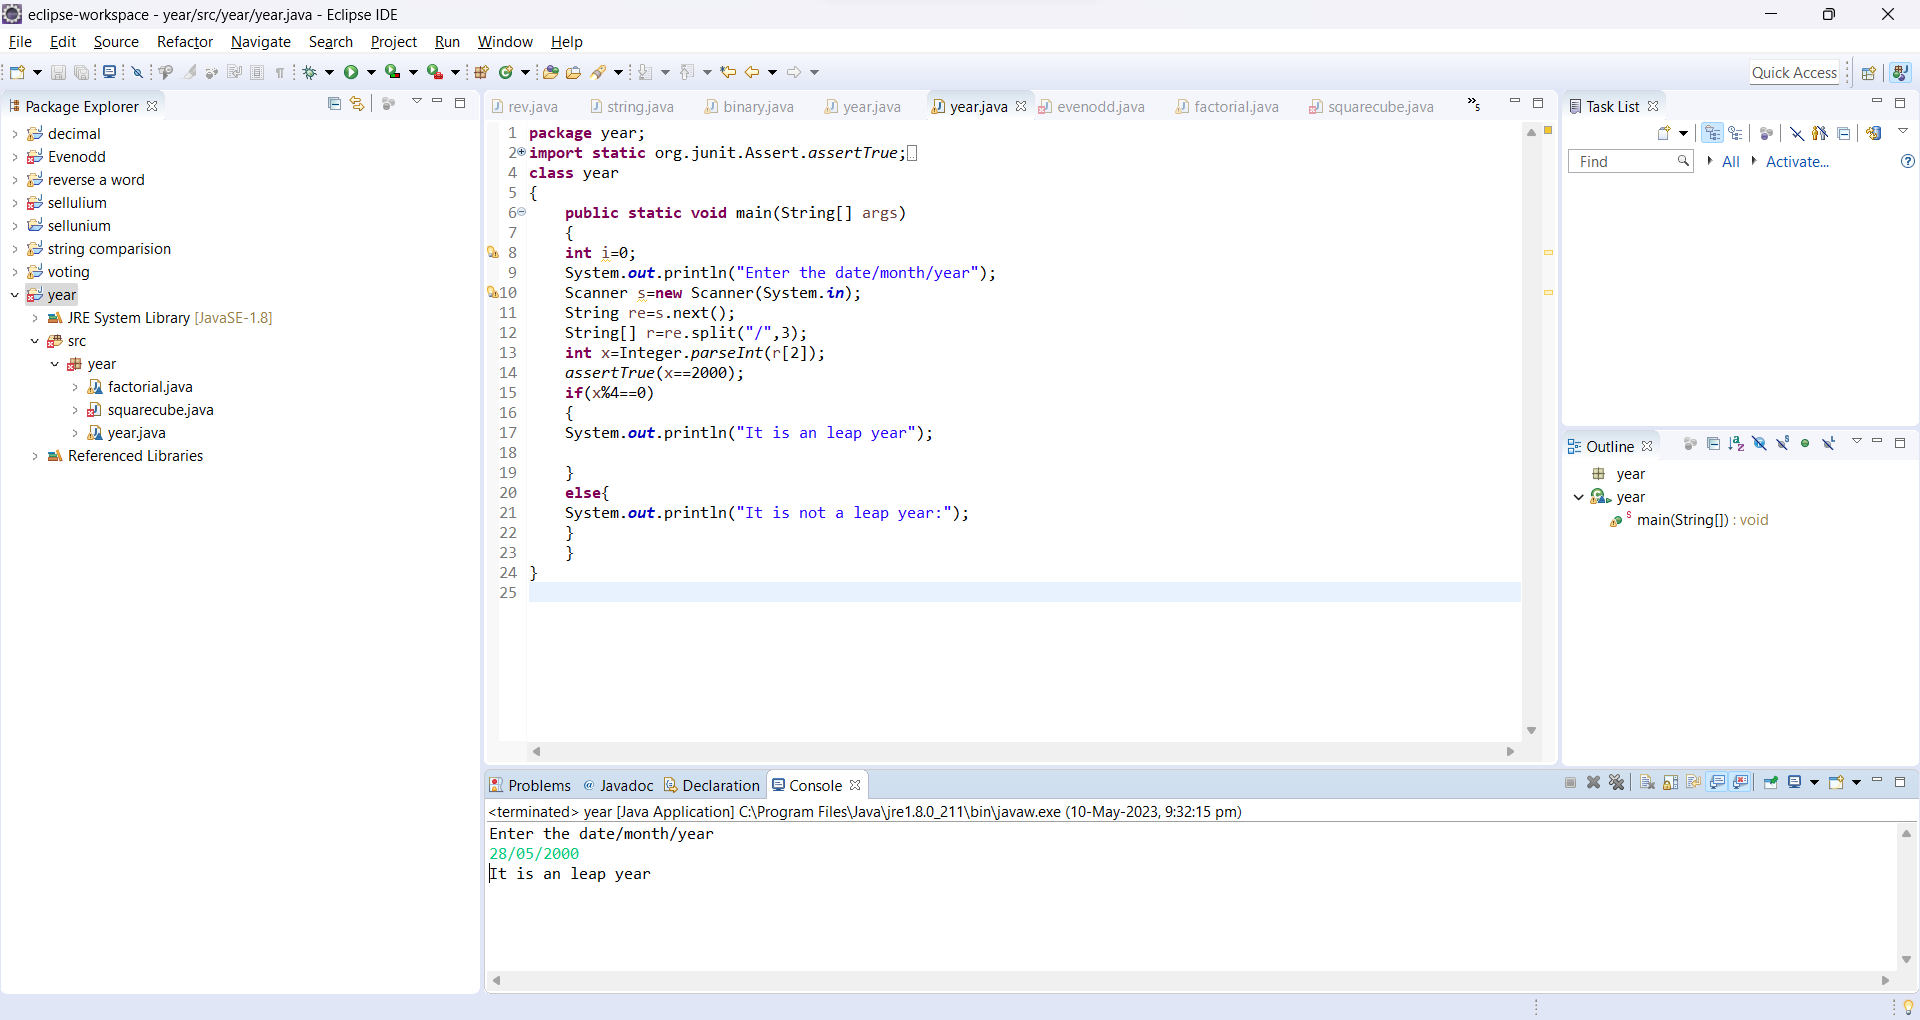 eclipse-workspace - year/src/year/year.java - Eclipse IDE
File Edit Source Refactor Navigate Search Project Run Window Help
Quick Access
Package Explorer
decimal
Evenodd
reverse a word
sellulium
sellunium
string comparision
voting
year
JRE System Library [JavaSE-1.8]
src
year
factorial.java
squarecube.java
year.java
Referenced Libraries
rev.java string.java binary.java year.java year.java evenodd.java factorial.java squarecube.java »5
1 package year;
2 import static org.junit.Assert.assertTrue;
4 class year
5 {
6 public static void main(String[] args)
7 {
8 int i=0;
9 System.out.println("Enter the date/month/year");
10 Scanner s=new Scanner(System.in);
11 String re=s.next();
12 String[] r=re.split("/",3);
13 int x=Integer.parseInt(r[2]);
14 assertTrue(x==2000);
15 if(x%4==0)
16 {
17 System.out.println("It is an leap year");
18
19 }
20 else{
21 System.out.println("It is not a leap year:");
22 }
23 }
24 }
25
Task List
Find All Activate...
Outline
year
year
main(String[]) : void
Problems @ Javadoc Declaration Console
<terminated> year [Java Application] C:\Program Files\Java\jre1.8.0_211\bin\javaw.exe (10-May-2023, 9:32:15 pm)
Enter the date/month/year
28/05/2000
It is an leap year